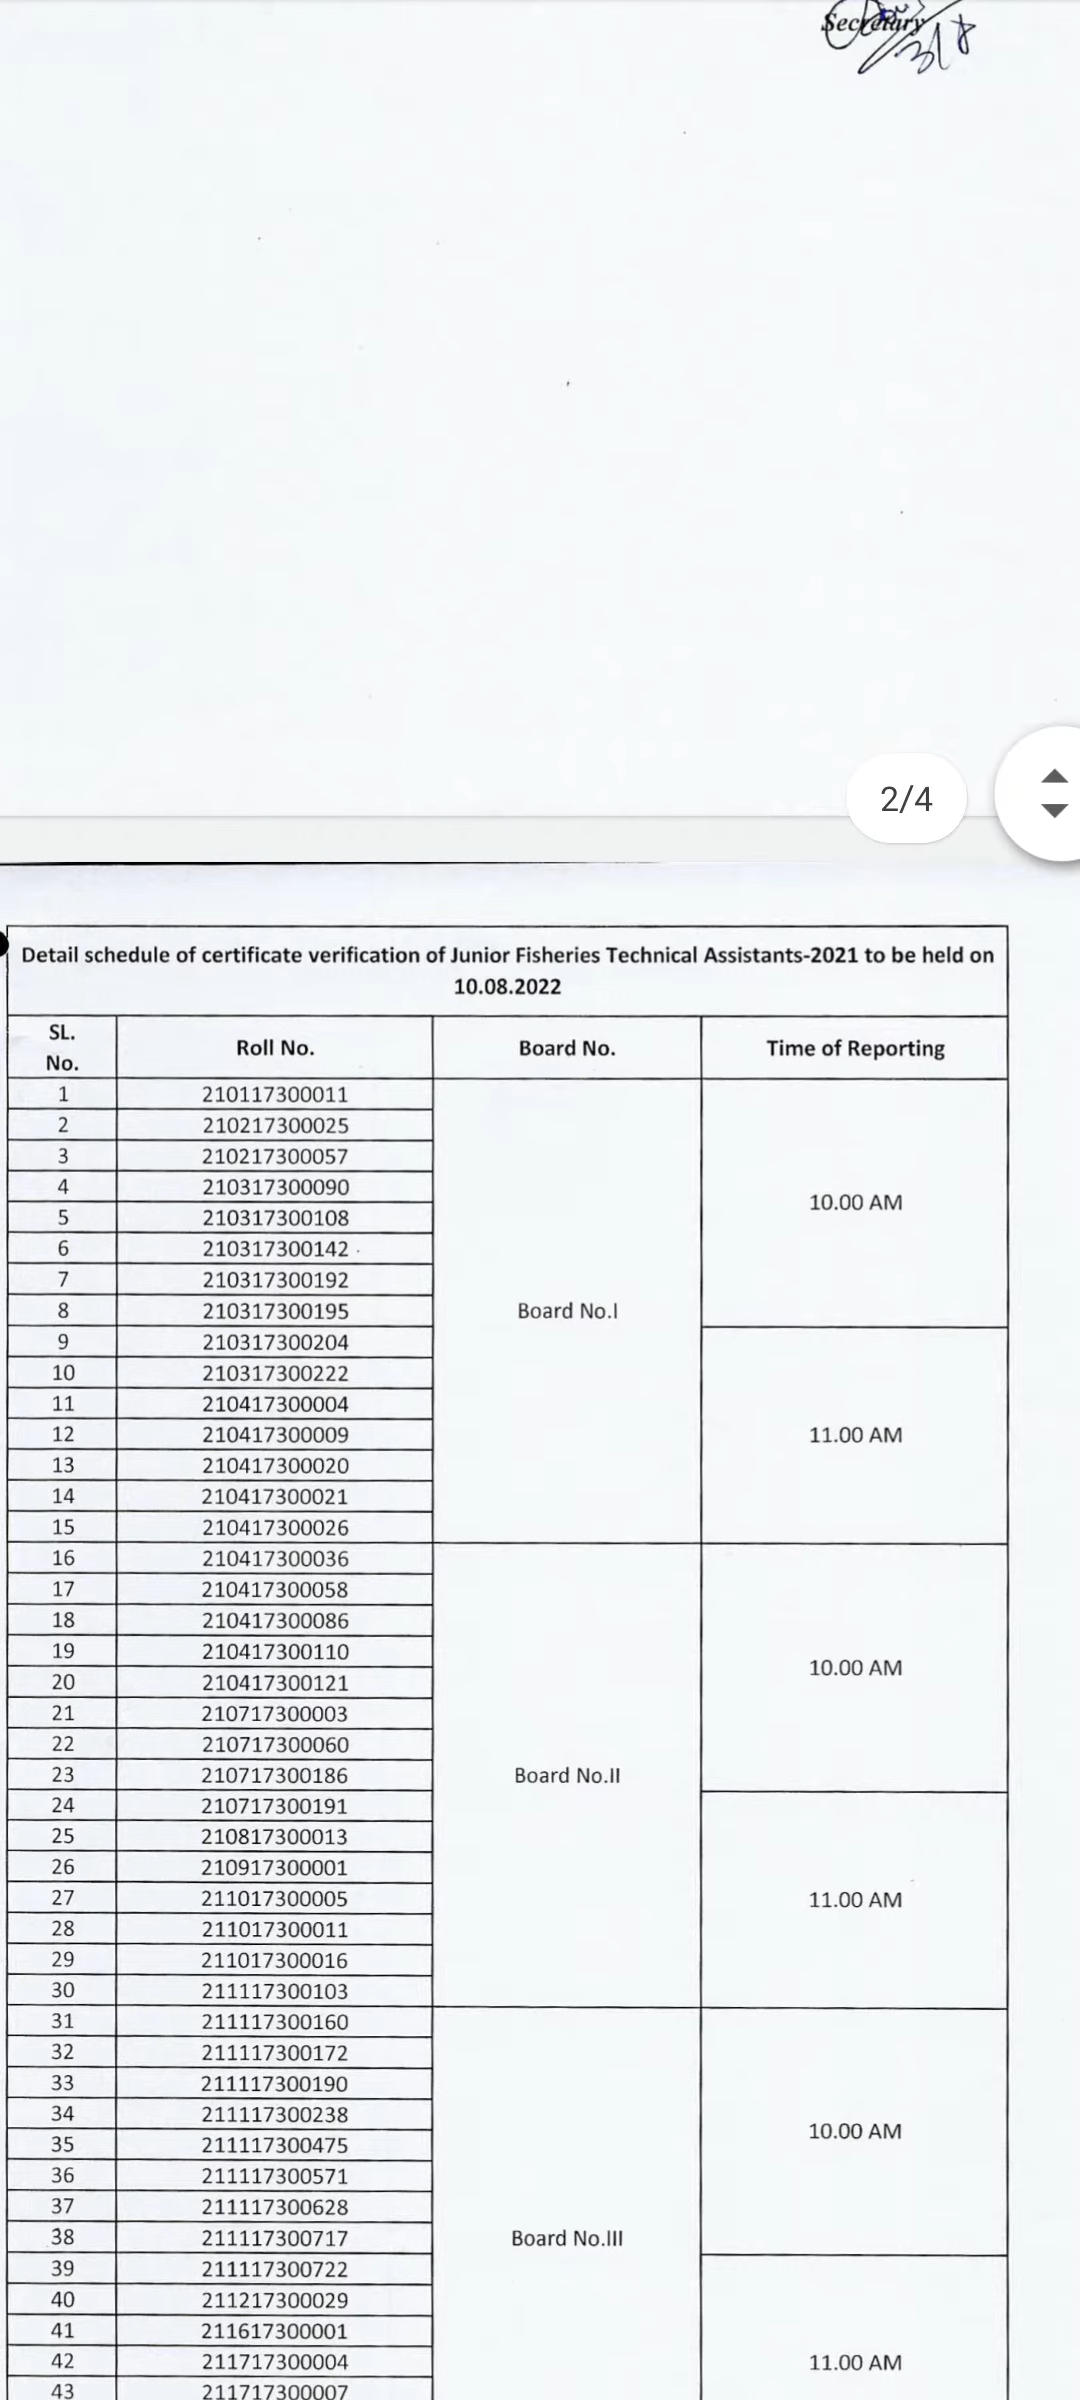 Secretary
3/8
2/4
Detail schedule of certificate verification of Junior Fisheries Technical Assistants-2021 to be held on
10.08.2022
SL.
No.
Roll No.
Board No.
Time of Reporting
1 210117300011
2 210217300025
3 210217300057
4 210317300090
10.00 AM
5 210317300108
6 210317300142
7 210317300192
8 210317300195
Board No.I
9 210317300204
10 210317300222
11 210417300004
12 210417300009
11.00 AM
13 210417300020
14 210417300021
15 210417300026
16 210417300036
17 210417300058
18 210417300086
19 210417300110
10.00 AM
20 210417300121
21 210717300003
22 210717300060
23 210717300186
Board No.II
24 210717300191
25 210817300013
26 210917300001
27 211017300005
11.00 AM
28 211017300011
29 211017300016
30 211117300103
31 211117300160
32 211117300172
33 211117300190
34 211117300238
10.00 AM
35 211117300475
36 211117300571
37 211117300628
38 211117300717
Board No.III
39 211117300722
40 211217300029
41 211617300001
42 211717300004
11.00 AM
43 211717300007